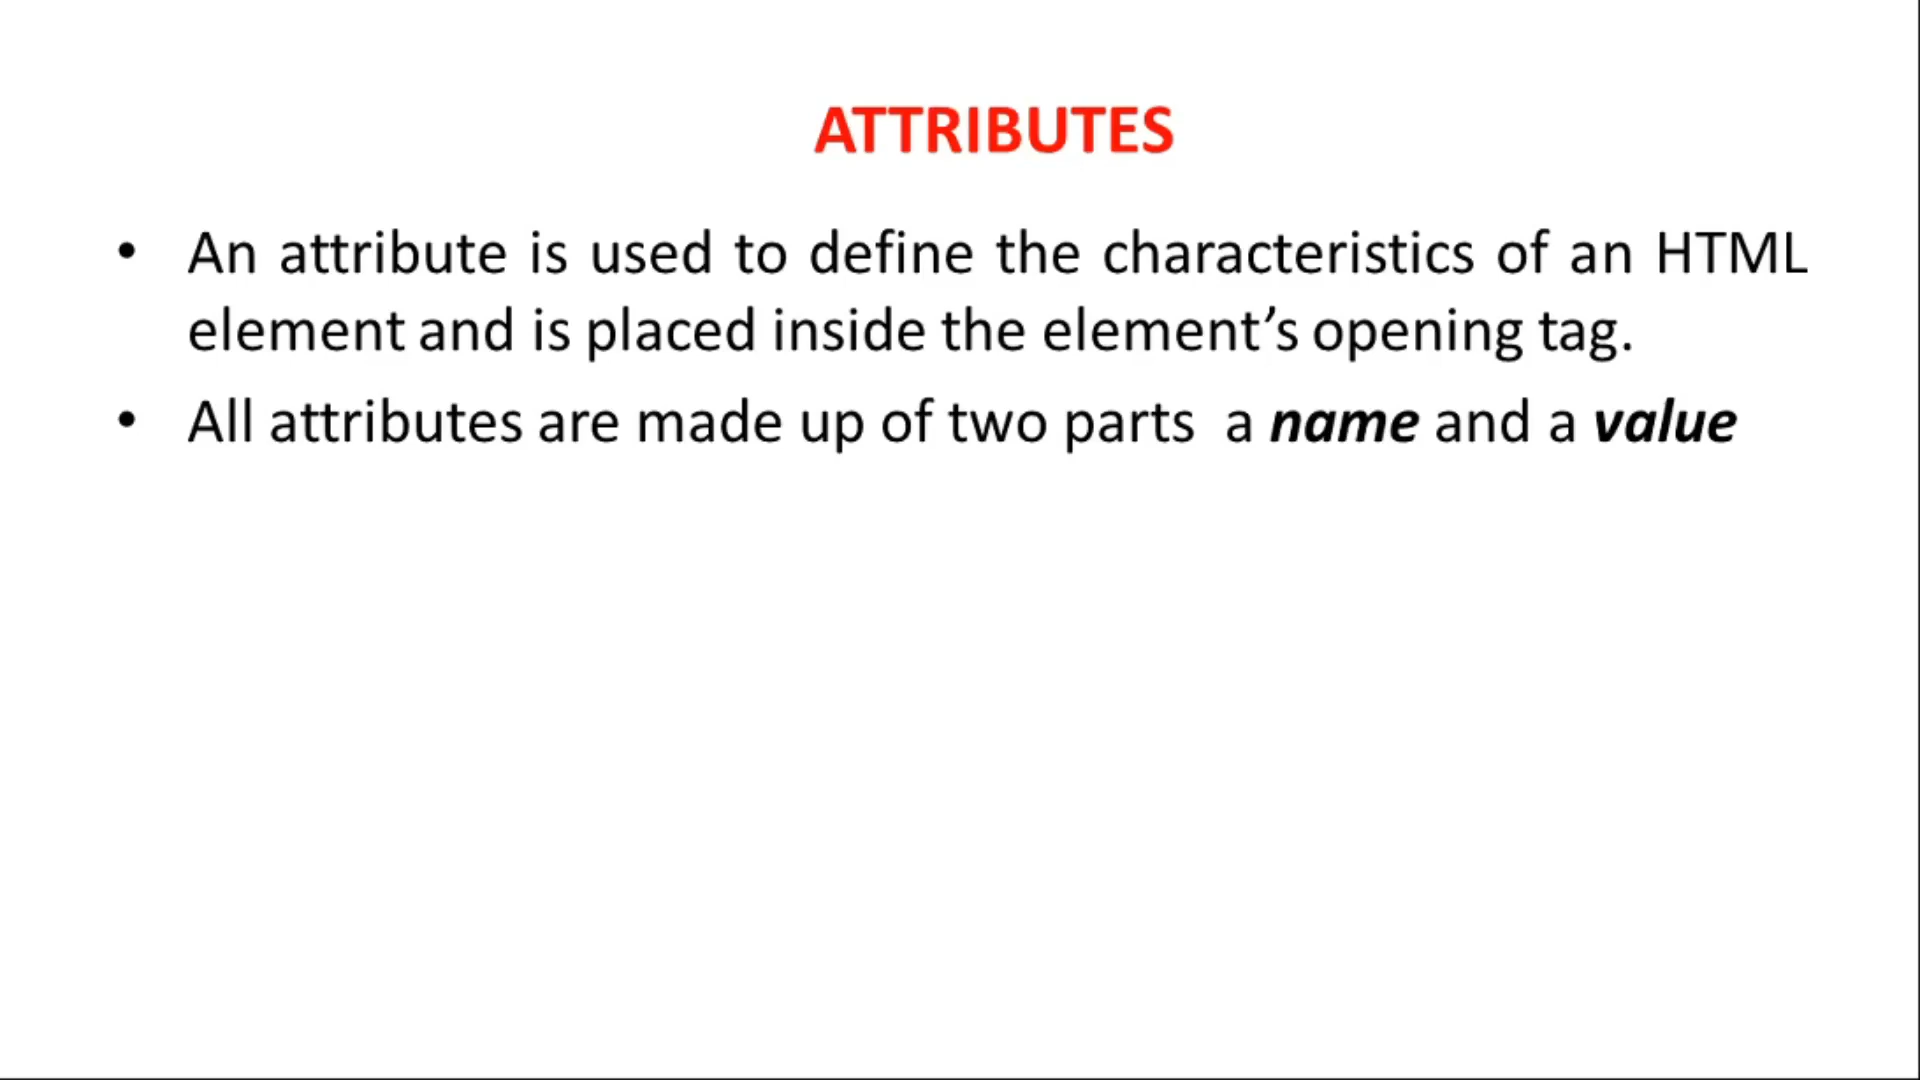 ATTRIBUTES
• An attribute is used to define the characteristics of an HTML
element and is placed inside the element’s opening tag.
• All attributes are made up of two parts  a name and a value